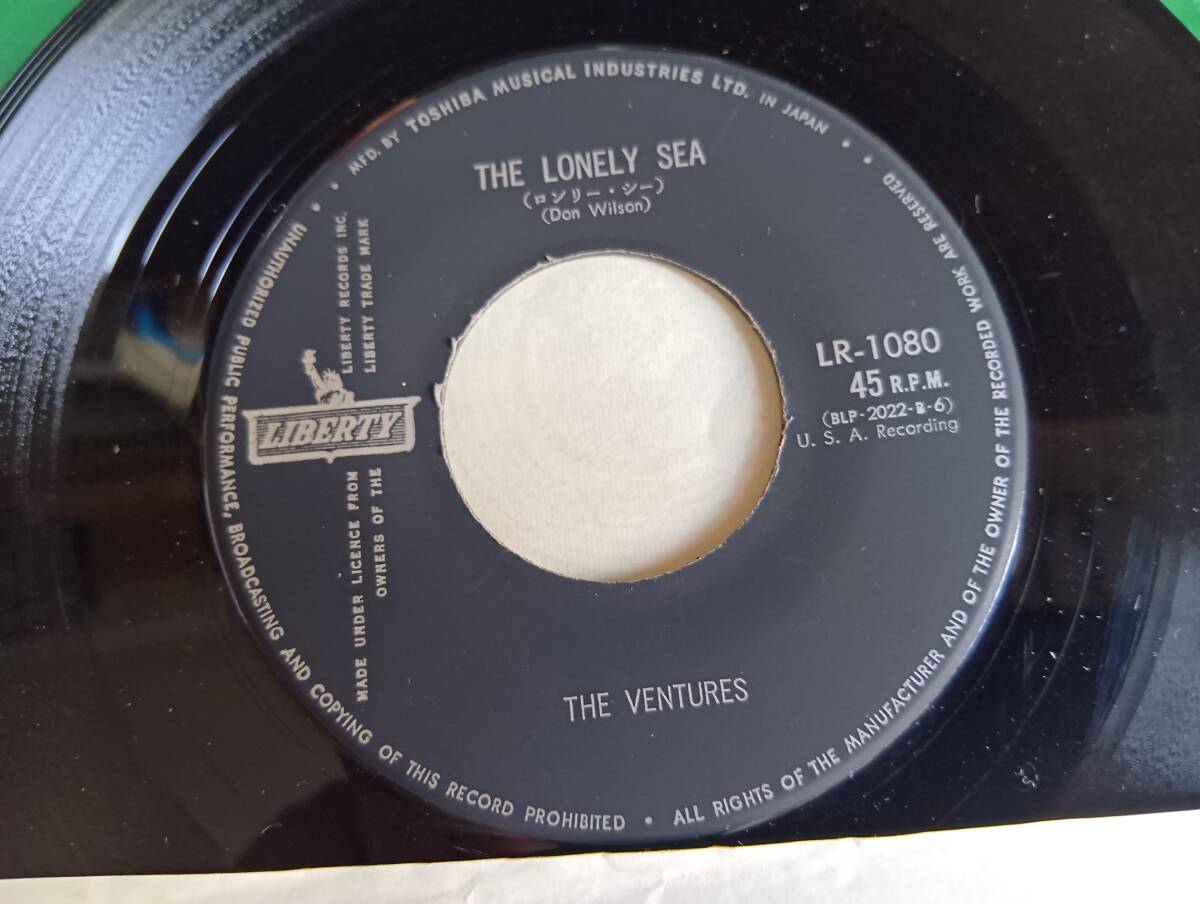 MFD. BY TOSHIBA MUSICAL INDUSTRIES LTD. IN JAPAN
THE LONELY SEA
(ロンリー・シー)
(Don Wilson)
LIBERTY RECORDS INC.
LIBERTY TRADE MARK
LIBERTY
MADE UNDER LICENCE FROM
OWNERS OF THE
LR-1080
45 R.P.M.
(BLP-2022-B-6)
U. S. A. Recording
THE VENTURES
UNAUTHORIZED PUBLIC PERFORMANCE, BROADCASTING AND COPYING OF THIS RECORD PROHIBITED • ALL RIGHTS OF THE MANUFACTURER AND OF THE OWNER OF THE RECORDED WORK ARE RESERVED